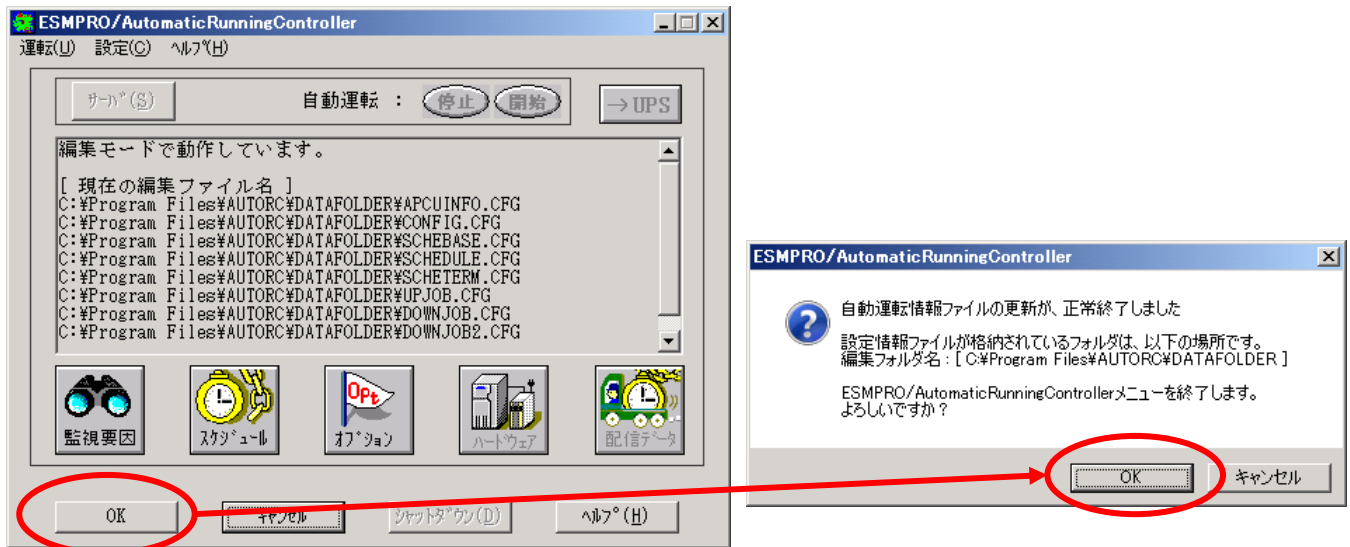 ESMPRO/AutomaticRunningController
運転(U) 設定(C) ヘルプ(H)
サーバ(S) 自動運転 : 停止 開始 →UPS
編集モードで動作しています。
[ 現在の編集ファイル名 ]
C:¥Program Files¥AUTORC¥DATAFOLDER¥APCUINFO.CFG
C:¥Program Files¥AUTORC¥DATAFOLDER¥CONFIG.CFG
C:¥Program Files¥AUTORC¥DATAFOLDER¥SCHEBASE.CFG
C:¥Program Files¥AUTORC¥DATAFOLDER¥SCHEDULE.CFG
C:¥Program Files¥AUTORC¥DATAFOLDER¥SCHETERM.CFG
C:¥Program Files¥AUTORC¥DATAFOLDER¥UPJOB.CFG
C:¥Program Files¥AUTORC¥DATAFOLDER¥DOWNJOB.CFG
C:¥Program Files¥AUTORC¥DATAFOLDER¥DOWNJOB2.CFG
OPt
監視要因 スケジュール オプション ハードウェア 配信データ
OK キャンセル シャットダウン(D) ヘルプ(H)
ESMPRO/AutomaticRunningController
自動運転情報ファイルの更新が、正常終了しました
設定情報ファイルが格納されているフォルダは、以下の場所です。
編集フォルダ名:[ C:¥Program Files¥AUTORC¥DATAFOLDER ]
ESMPRO/AutomaticRunningControllerメニューを終了します。
よろしいですか?
OK キャンセル